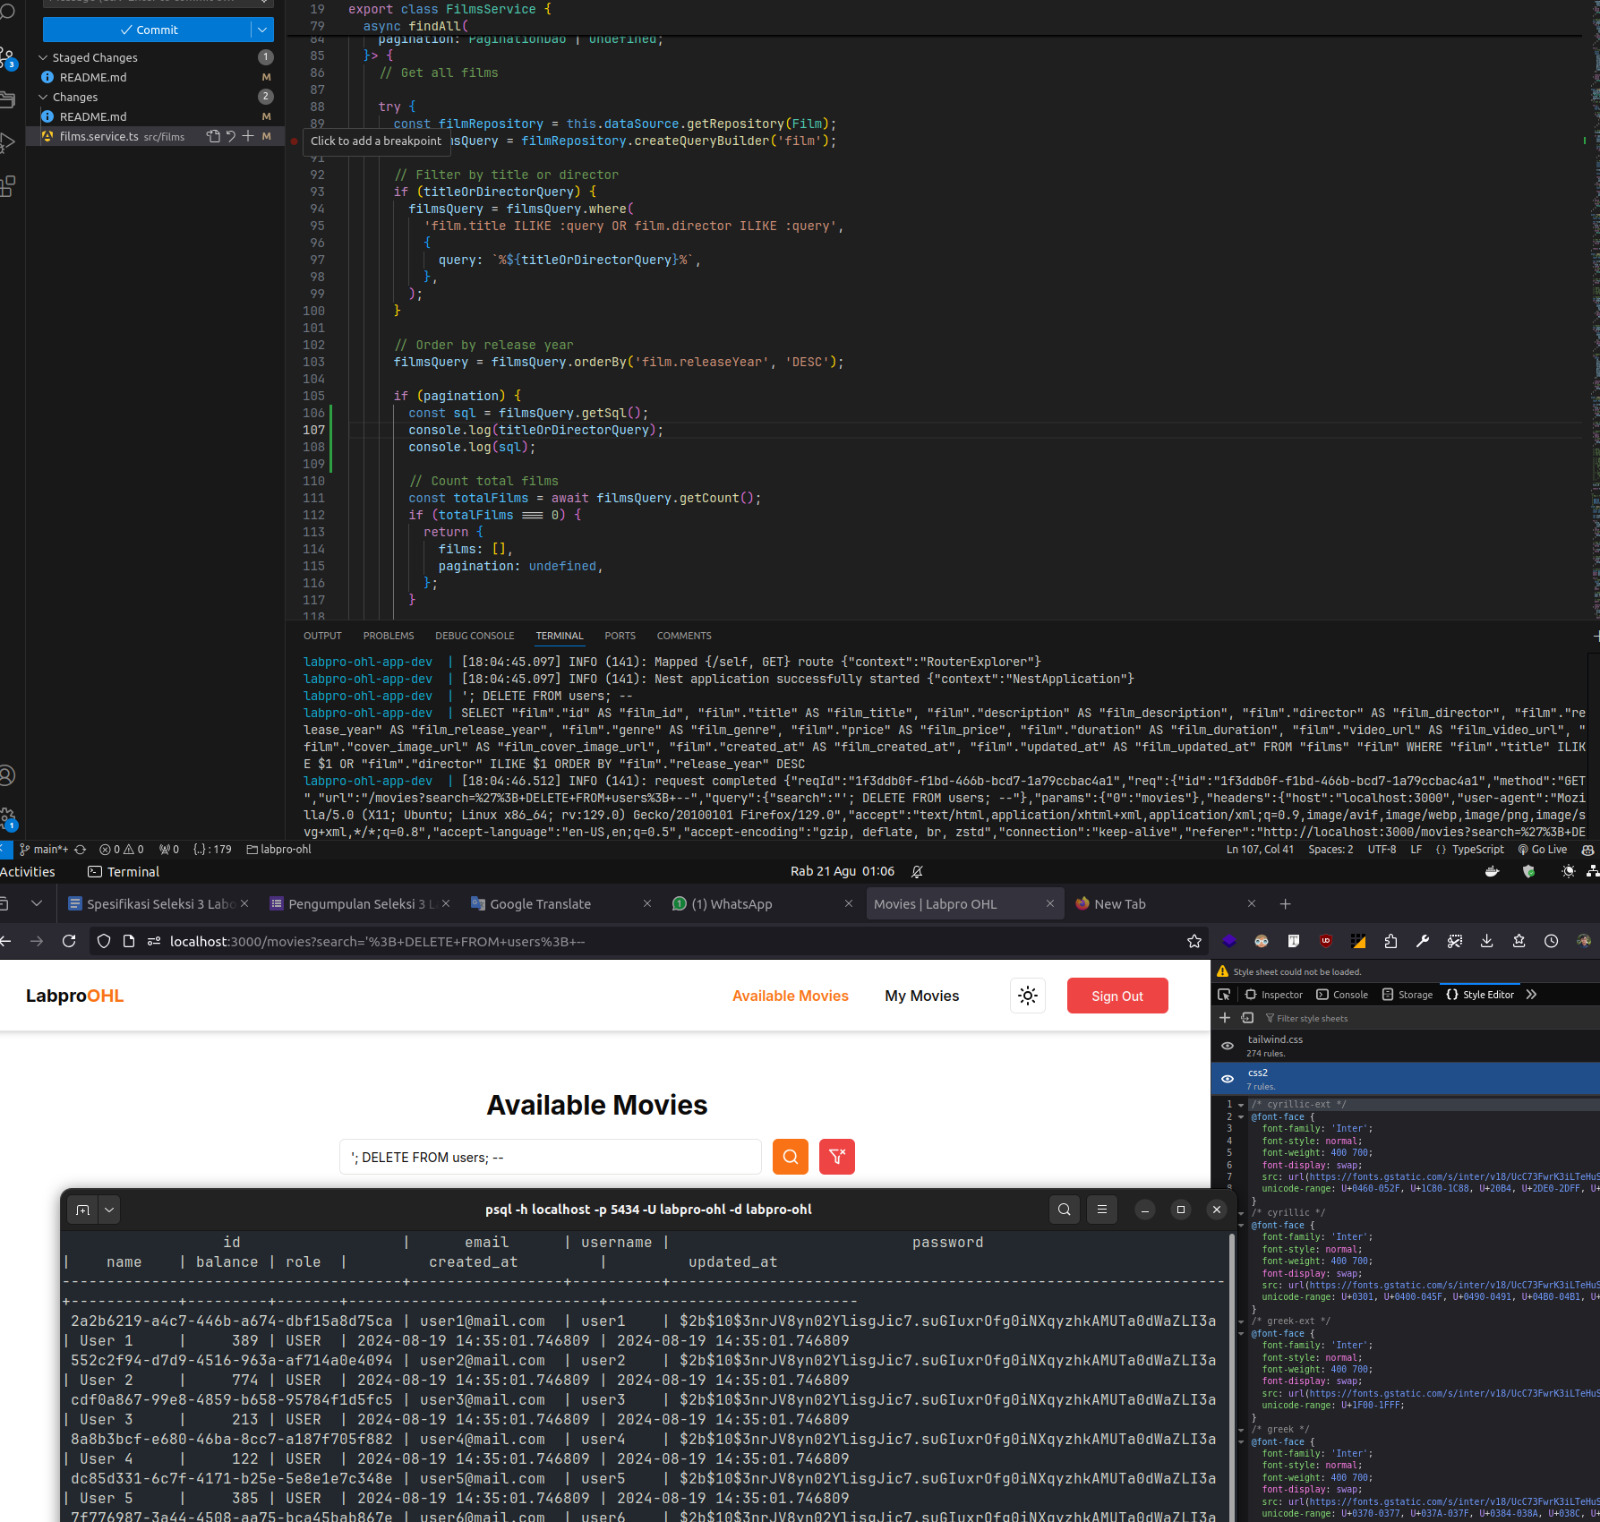 19 export class FilmsService {
79 async findAll(
84 pagination: PaginationDao | undefined;
Commit
85 }> {
Staged Changes 1
86 // Get all films
README.md M
87
Changes 2
88 try {
README.md M
89 const filmRepository = this.dataSource.getRepository(Film);
films.service.ts src/films M
Click to add a breakpoint
msQuery = filmRepository.createQueryBuilder('film');
91
92 // Filter by title or director
93 if (titleOrDirectorQuery) {
94 filmsQuery = filmsQuery.where(
95 'film.title ILIKE :query OR film.director ILIKE :query',
96 {
97 query: `%${titleOrDirectorQuery}%`,
98 },
99 );
100 }
101
102 // Order by release year
103 filmsQuery = filmsQuery.orderBy('film.releaseYear', 'DESC');
104
105 if (pagination) {
106 const sql = filmsQuery.getSql();
107 console.log(titleOrDirectorQuery);
108 console.log(sql);
109
110 // Count total films
111 const totalFilms = await filmsQuery.getCount();
112 if (totalFilms === 0) {
113 return {
114 films: [],
115 pagination: undefined,
116 };
117 }
118
OUTPUT PROBLEMS DEBUG CONSOLE TERMINAL PORTS COMMENTS
labpro-ohl-app-dev | [18:04:45.097] INFO (141): Mapped {/self, GET} route {"context":"RouterExplorer"}
labpro-ohl-app-dev | [18:04:45.097] INFO (141): Nest application successfully started {"context":"NestApplication"}
labpro-ohl-app-dev | '; DELETE FROM users; --
labpro-ohl-app-dev | SELECT "film"."id" AS "film_id", "film"."title" AS "film_title", "film"."description" AS "film_description", "film"."director" AS "film_director", "film"."re
lease_year" AS "film_release_year", "film"."genre" AS "film_genre", "film"."price" AS "film_price", "film"."duration" AS "film_duration", "film"."video_url" AS "film_video_url", "
film"."cover_image_url" AS "film_cover_image_url", "film"."created_at" AS "film_created_at", "film"."updated_at" AS "film_updated_at" FROM "films" "film" WHERE "film"."title" ILIK
E $1 OR "film"."director" ILIKE $1 ORDER BY "film"."release_year" DESC
labpro-ohl-app-dev | [18:04:46.512] INFO (141): request completed {"reqId":"1f3ddb0f-f1bd-466b-bcd7-1a79ccbac4a1","req":{"id":"1f3ddb0f-f1bd-466b-bcd7-1a79ccbac4a1","method":"GET
","url":"/movies?search=%27%3B+DELETE+FROM+users%3B+--","query":{"search":"'; DELETE FROM users; --"},"params":{"0":"movies"},"headers":{"host":"localhost:3000","user-agent":"Mozi
lla/5.0 (X11; Ubuntu; Linux x86_64; rv:129.0) Gecko/20100101 Firefox/129.0","accept":"text/html,application/xhtml+xml,application/xml;q=0.9,image/avif,image/webp,image/png,image/s
vg+xml,*/*;q=0.8","accept-language":"en-US,en;q=0.5","accept-encoding":"gzip, deflate, br, zstd","connection":"keep-alive","referer":"http://localhost:3000/movies?search=%27%3B+DE
main*+ 0 0 0 {..} : 179 labpro-ohl Ln 107, Col 41 Spaces: 2 UTF-8 LF {} TypeScript Go Live
Activities Terminal Rab 21 Agu 01:06
Spesifikasi Seleksi 3 Labo Pengumpulan Seleksi 3 L Google Translate (1) WhatsApp Movies | Labpro OHL New Tab
localhost:3000/movies?search='%3B+DELETE+FROM+users%3B+--
LabproOHL Available Movies My Movies Sign Out
Style sheet could not be loaded.
Inspector Console Storage Style Editor
Filter style sheets
tailwind.css
274 rules.
css2
7 rules.
Available Movies
'; DELETE FROM users; --
1 /* cyrillic-ext */
2 @font-face {
3 font-family: 'Inter';
4 font-style: normal;
5 font-weight: 400 700;
6 font-display: swap;
7 src: url(https://fonts.gstatic.com/s/inter/v18/UcC73FwrK3iLTeHuS
unicode-range: U+0460-052F, U+1C80-1C88, U+20B4, U+2DE0-2DFF, U+
}
/* cyrillic */
@font-face {
font-family: 'Inter';
font-style: normal;
font-weight: 400 700;
font-display: swap;
src: url(https://fonts.gstatic.com/s/inter/v18/UcC73FwrK3iLTeHuS
unicode-range: U+0301, U+0400-045F, U+0490-0491, U+04B0-04B1, U+
}
/* greek-ext */
@font-face {
font-family: 'Inter';
font-style: normal;
font-weight: 400 700;
font-display: swap;
src: url(https://fonts.gstatic.com/s/inter/v18/UcC73FwrK3iLTeHuS
unicode-range: U+1F00-1FFF;
}
/* greek */
@font-face {
font-family: 'Inter';
font-style: normal;
font-weight: 400 700;
font-display: swap;
src: url(https://fonts.gstatic.com/s/inter/v18/UcC73FwrK3iLTeHuS
unicode-range: U+0370-0377, U+037A-037F, U+0384-038A, U+038C, U+
psql -h localhost -p 5434 -U labpro-ohl -d labpro-ohl
id | email | username | password
| name | balance | role | created_at | updated_at
--------------------------------------+-----------------+----------+--------------------------------------------------------------
+------------+---------+-------+----------------------------+----------------------------
2a2b6219-a4c7-446b-a674-dbf15a8d75ca | user1@mail.com | user1 | $2b$10$3nrJV8yn02YlisgJic7.suGIuxrOfg0iNXqyzhkAMUTa0dWaZLI3a
| User 1 | 389 | USER | 2024-08-19 14:35:01.746809 | 2024-08-19 14:35:01.746809
552c2f94-d7d9-4516-963a-af714a0e4094 | user2@mail.com | user2 | $2b$10$3nrJV8yn02YlisgJic7.suGIuxrOfg0iNXqyzhkAMUTa0dWaZLI3a
| User 2 | 774 | USER | 2024-08-19 14:35:01.746809 | 2024-08-19 14:35:01.746809
cdf0a867-99e8-4859-b658-95784f1d5fc5 | user3@mail.com | user3 | $2b$10$3nrJV8yn02YlisgJic7.suGIuxrOfg0iNXqyzhkAMUTa0dWaZLI3a
| User 3 | 213 | USER | 2024-08-19 14:35:01.746809 | 2024-08-19 14:35:01.746809
8a8b3bcf-e680-46ba-8cc7-a187f705f882 | user4@mail.com | user4 | $2b$10$3nrJV8yn02YlisgJic7.suGIuxrOfg0iNXqyzhkAMUTa0dWaZLI3a
| User 4 | 122 | USER | 2024-08-19 14:35:01.746809 | 2024-08-19 14:35:01.746809
dc85d331-6c7f-4171-b25e-5e8e1e7c348e | user5@mail.com | user5 | $2b$10$3nrJV8yn02YlisgJic7.suGIuxrOfg0iNXqyzhkAMUTa0dWaZLI3a
| User 5 | 385 | USER | 2024-08-19 14:35:01.746809 | 2024-08-19 14:35:01.746809
7f776987-3a44-4508-aa75-bca45bab867e | user6@mail.com | user6 | $2b$10$3nrJV8yn02YlisgJic7.suGIuxrOfg0iNXqyzhkAMUTa0dWaZLI3a